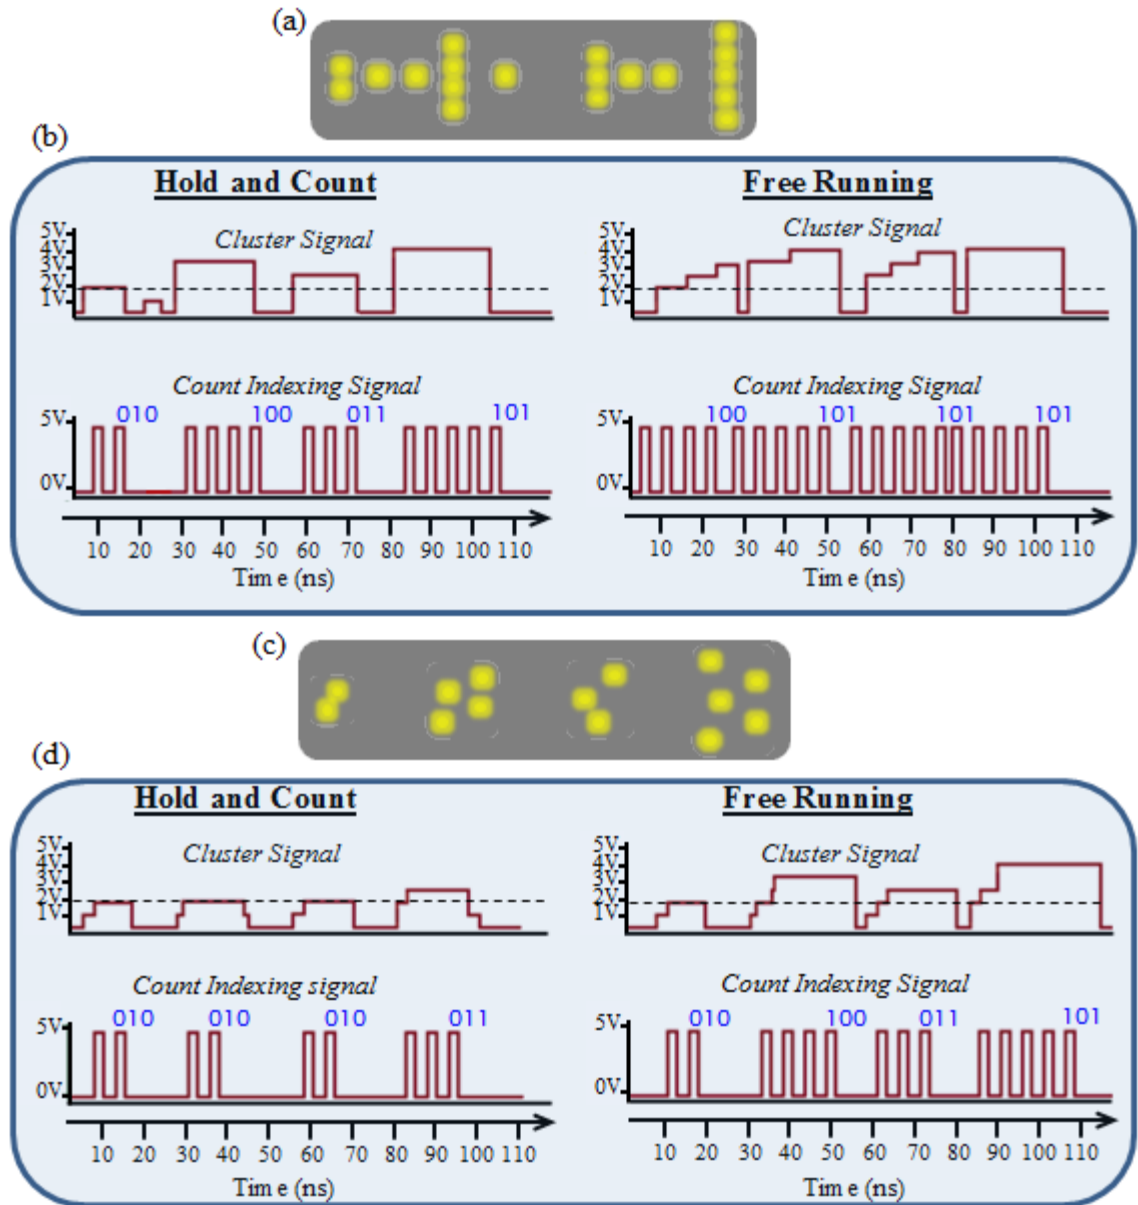 (a)
(b)
Hold and Count
Free Running
Cluster Signal
Cluster Signal
5V
4V
3V
2V
1V
5V
4V
3V
2V
1V
Count Indexing Signal
Count Indexing Signal
010 100 011 101
100 101 101 101
5V
0V
5V
0V
10 20 30 40 50 60 70 80 90 100 110
10 20 30 40 50 60 70 80 90 100 110
Time (ns)
Time (ns)
(c)
(d)
Hold and Count
Free Running
Cluster Signal
Cluster Signal
5V
4V
3V
2V
1V
5V
4V
3V
2V
1V
Count Indexing signal
Count Indexing Signal
010 010 010 011
010 100 011 101
5V
0V
5V
0V
10 20 30 40 50 60 70 80 90 100 110
10 20 30 40 50 60 70 80 90 100 110
Time (ns)
Time (ns)